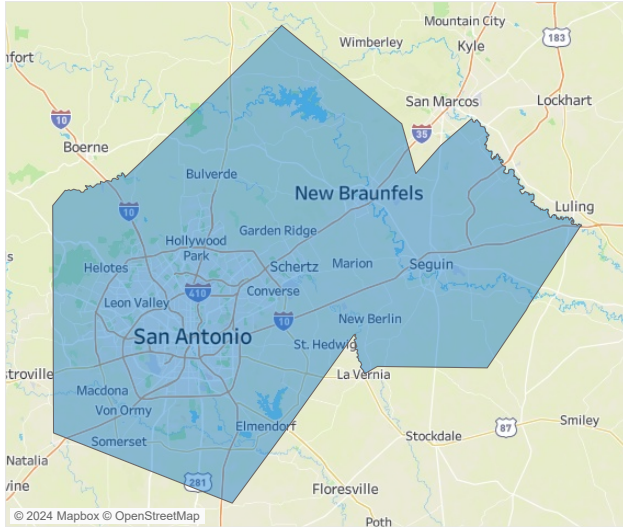 Mountain City
Wimberley
Kyle
183
nfort
10
San Marcos
Lockhart
35
Boerne
Bulverde
New Braunfels
10
Luling
Garden Ridge
Hollywood
Park
Helotes
Schertz
Marion
Seguin
410
Converse
Leon Valley
10
New Berlin
San Antonio
St. Hedwig
La Vernia
stroville
Macdona
Von Ormy
Smiley
Elmendorf
87
Stockdale
Somerset
Natalia
281
vine
Floresville
© 2024 Mapbox © OpenStreetMap
Poth